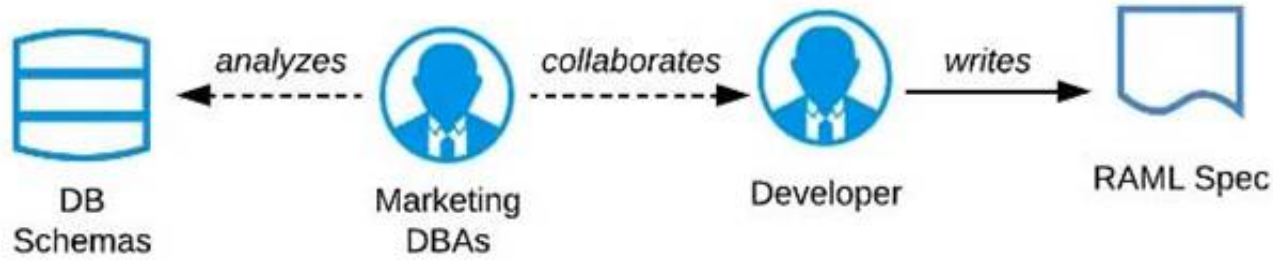 analyzes
collaborates
writes
DB
Schemas
Marketing
DBAs
Developer
RAML Spec